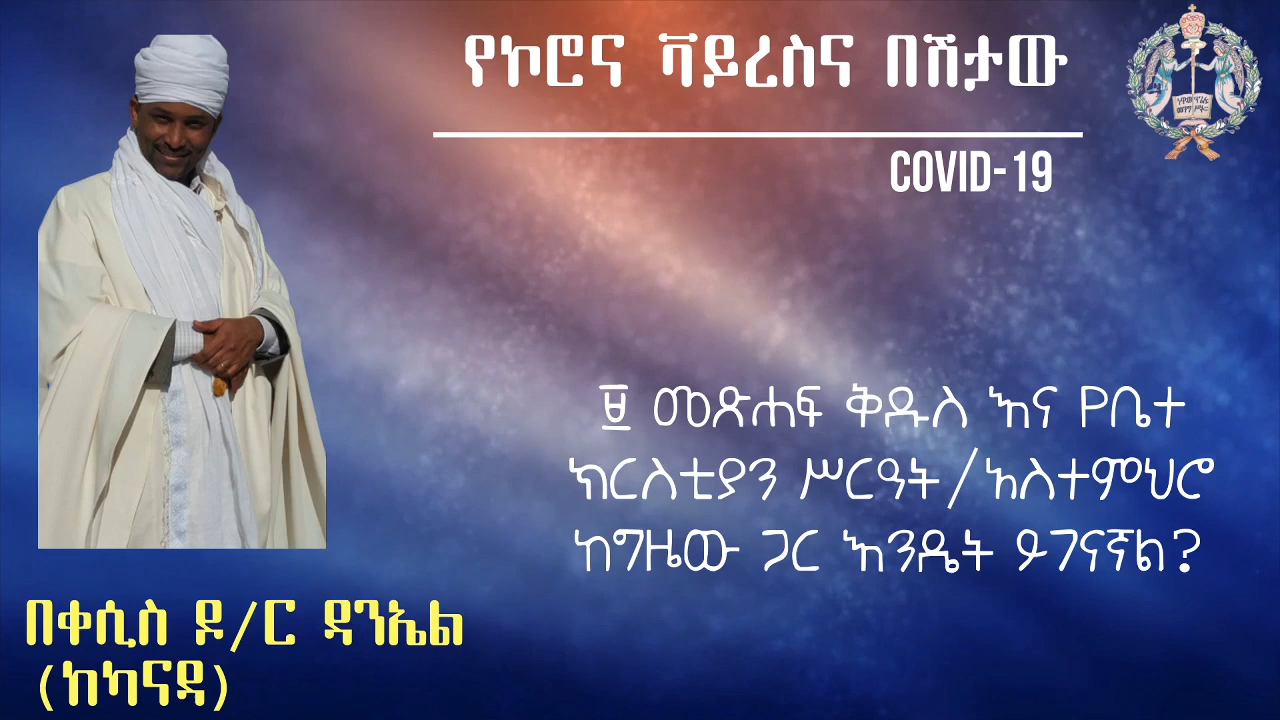 የኮሮና ቫይረስና በሽታው
COVID-19
፱ መጽሐፍ ቅዱስ እና የቤተ
ክርስቲያን ሥርዓት/አስተምህሮ
ከግዜው ጋር እንዴት ይገናኛል?
በቀሲስ ዶ/ር ዳንኤል
(ከካናዳ)